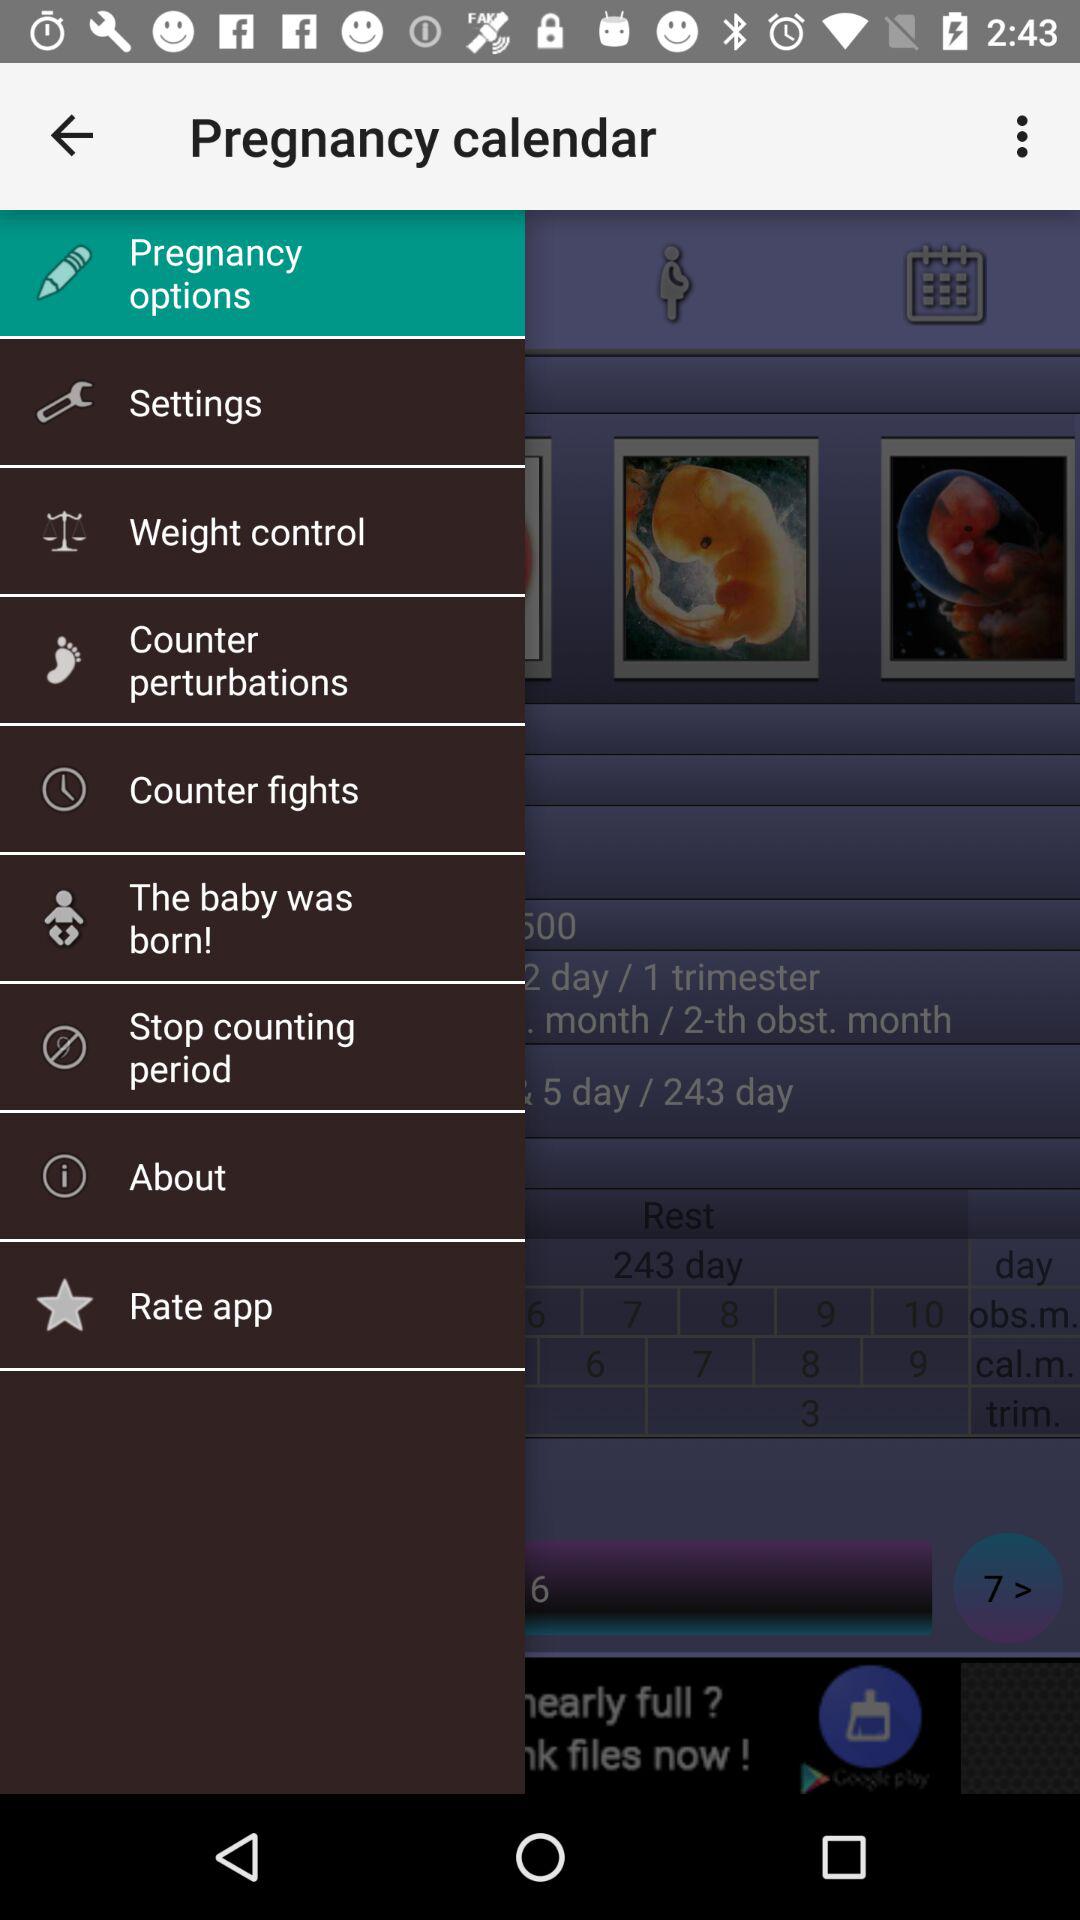 FAKE
2:43
Pregnancy calendar
Pregnancy
options
Settings
Weight control
Counter
perturbations
Counter fights
The baby was
born!
Stop counting
period
About
Rate app
500
2 day / 1 trimester
. month / 2-th obst. month
& 5 day / 243 day
Rest
243 day day
6 7 8 9 10 obs.m.
6 7 8 9 cal.m.
3 trim.
6
7 >
nearly full ?
nk files now !
Google play